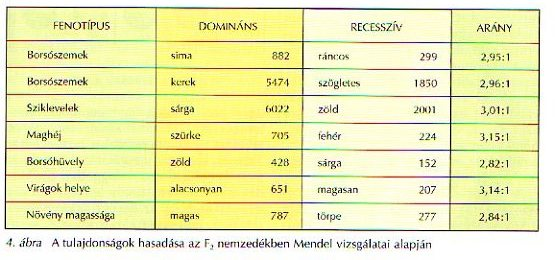 FENOTÍPUS DOMINÁNS RECESSZÍV ARÁNY
Borsószemek sima 882 ráncos 299 2,95:1
Borsószemek kerek 5474 szögletes 1850 2,96:1
Sziklevelek sárga 6022 zöld 2001 3,01:1
Maghéj szürke 705 fehér 224 3,15:1
Borsóhüvely zöld 428 sárga 152 2,82:1
Virágok helye alacsonyan 651 magasan 207 3,14:1
Növény magassága magas 787 törpe 277 2,84:1
4. ábra A tulajdonságok hasadása az F₂ nemzedékben Mendel vizsgálatai alapján